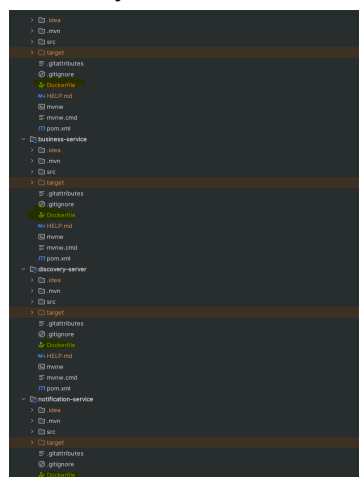 .idea
.mvn
src
target
.gitattributes
.gitignore
Dockerfile
HELP.md
mvnw
mvnw.cmd
pom.xml
business-service
.idea
.mvn
src
target
.gitattributes
.gitignore
Dockerfile
HELP.md
mvnw
mvnw.cmd
pom.xml
discovery-server
.idea
.mvn
src
target
.gitattributes
.gitignore
Dockerfile
HELP.md
mvnw
mvnw.cmd
pom.xml
notification-service
.idea
.mvn
src
target
.gitattributes
.gitignore
Dockerfile